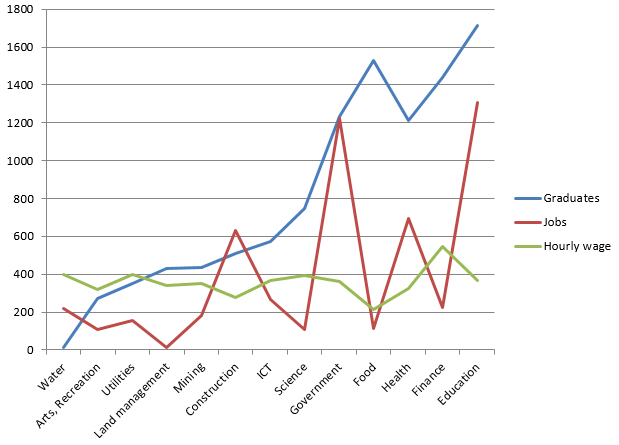 1800
1600
1400
1200
1000
800
600
400
200
0
Graduates
Jobs
Hourly wage
Water
Arts, Recreation
Utilities
Land management
Mining
Construction
ICT
Science
Government
Food
Health
Finance
Education